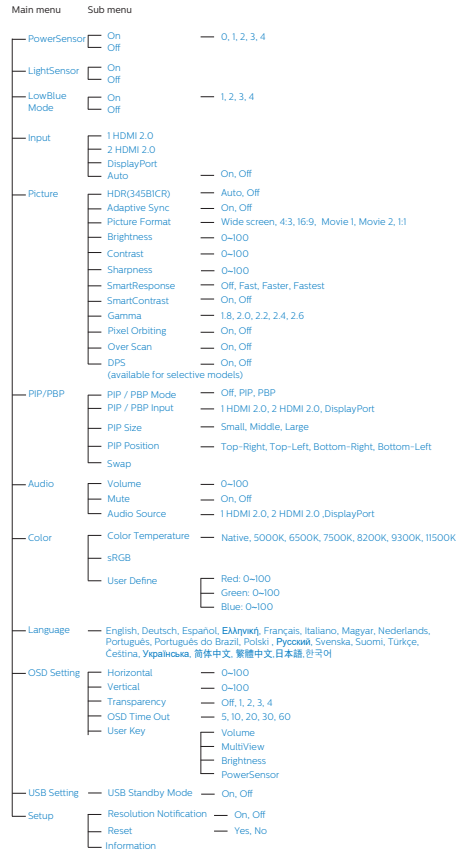 Main menu Sub menu
PowerSensor On 0, 1, 2, 3, 4
Off
LightSensor On
Off
LowBlue Mode On 1, 2, 3, 4
Off
Input 1 HDMI 2.0
2 HDMI 2.0
DisplayPort
Auto On, Off
Picture HDR(345B1CR) Auto, Off
Adaptive Sync On, Off
Picture Format Wide screen, 4:3, 16:9, Movie 1, Movie 2, 1:1
Brightness 0~100
Contrast 0~100
Sharpness 0~100
SmartResponse Off, Fast, Faster, Fastest
SmartContrast On, Off
Gamma 1.8, 2.0, 2.2, 2.4, 2.6
Pixel Orbiting On, Off
Over Scan On, Off
DPS On, Off
(available for selective models)
PIP/PBP PIP / PBP Mode Off, PIP, PBP
PIP / PBP Input 1 HDMI 2.0, 2 HDMI 2.0, DisplayPort
PIP Size Small, Middle, Large
PIP Position Top-Right, Top-Left, Bottom-Right, Bottom-Left
Swap
Audio Volume 0~100
Mute On, Off
Audio Source 1 HDMI 2.0, 2 HDMI 2.0 ,DisplayPort
Color Color Temperature Native, 5000K, 6500K, 7500K, 8200K, 9300K, 11500K
sRGB
User Define Red: 0~100
Green: 0~100
Blue: 0~100
Language English, Deutsch, Español, Ελληνική, Français, Italiano, Magyar, Nederlands,
Português, Português do Brazil, Polski , Русский, Svenska, Suomi, Türkçe,
Čeština, Українська, 简体中文, 繁體中文,日本語,한국어
OSD Setting Horizontal 0~100
Vertical 0~100
Transparency Off, 1, 2, 3, 4
OSD Time Out 5, 10, 20, 30, 60
User Key Volume
MultiView
Brightness
PowerSensor
USB Setting USB Standby Mode On, Off
Setup Resolution Notification On, Off
Reset Yes, No
Information